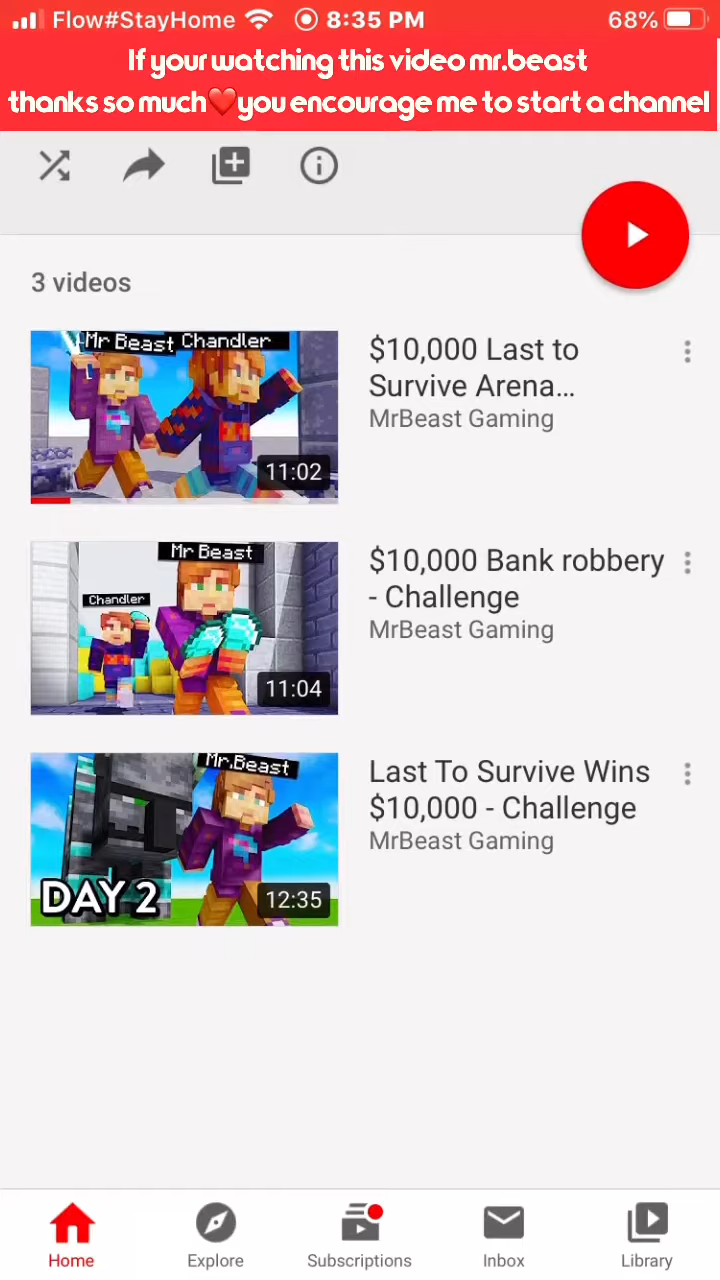 Flow#StayHome 8:35 PM 68%
If your watching this video mr.beast
thanks so much❤️you encourage me to start a channel
3 videos
Mr Beast Chandler
11:02
$10,000 Last to
Survive Arena...
MrBeast Gaming
Mr Beast
Chandler
11:04
$10,000 Bank robbery
- Challenge
MrBeast Gaming
Mr.Beast
DAY 2
12:35
Last To Survive Wins
$10,000 - Challenge
MrBeast Gaming
Home Explore Subscriptions Inbox Library